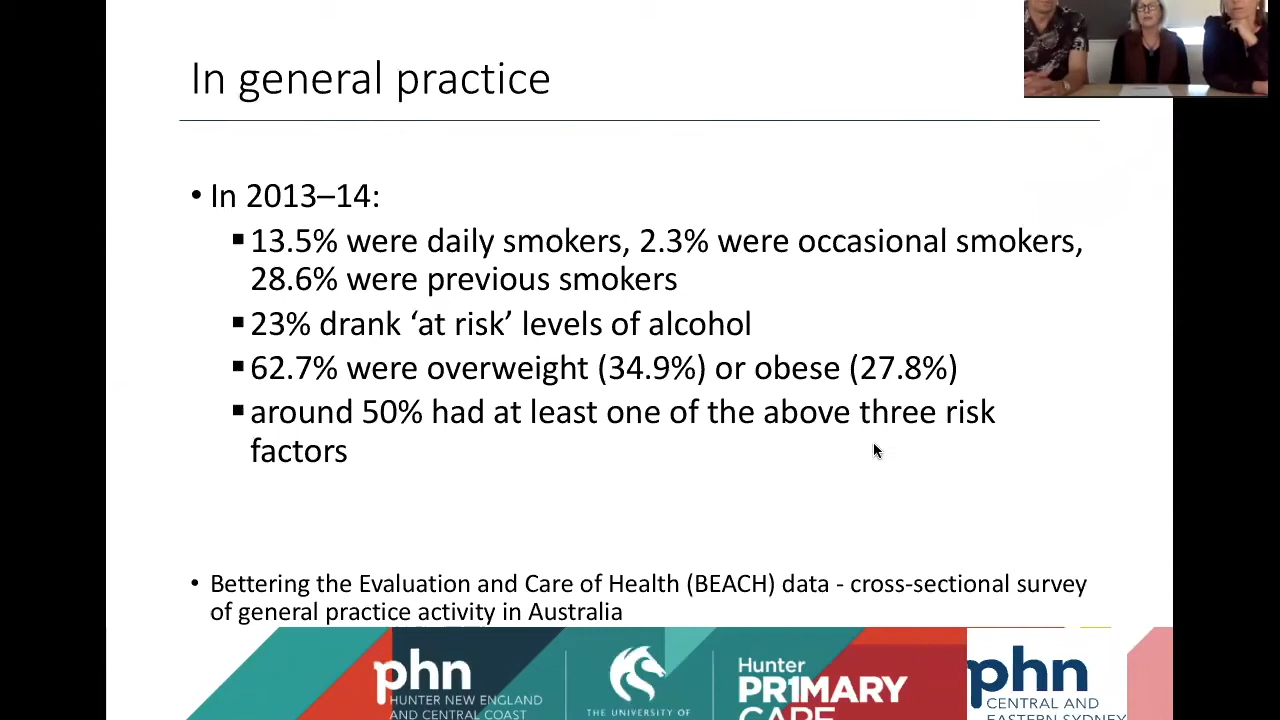 In general practice
• In 2013–14:
▪ 13.5% were daily smokers, 2.3% were occasional smokers,
28.6% were previous smokers
▪ 23% drank ‘at risk’ levels of alcohol
▪ 62.7% were overweight (34.9%) or obese (27.8%)
▪ around 50% had at least one of the above three risk
factors
• Bettering the Evaluation and Care of Health (BEACH) data - cross-sectional survey
of general practice activity in Australia
phn
HUNTER NEW ENGLAND
AND CENTRAL COAST
THE UNIVERSITY OF
Hunter
PR1MARY
CARE
phn
CENTRAL AND
EASTERN SYDNEY